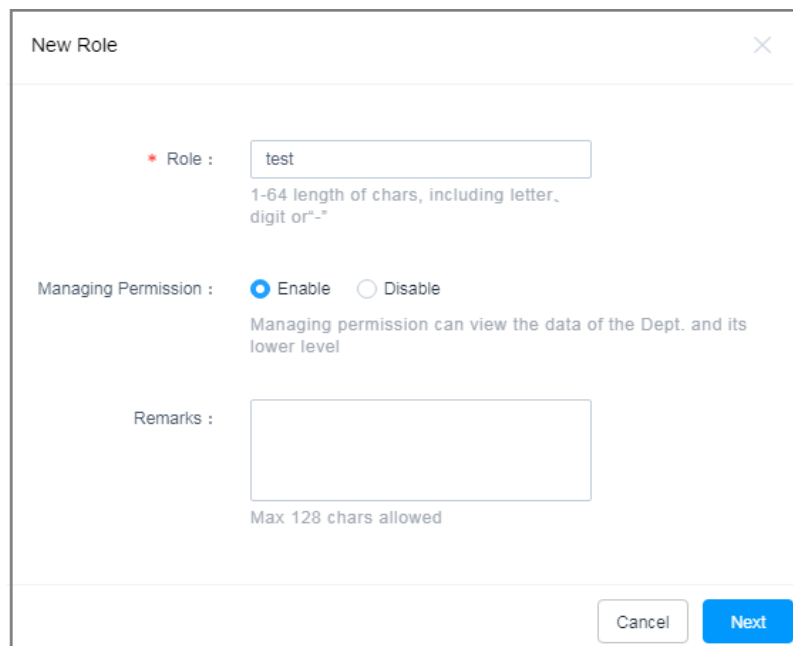 New Role
* Role :
test
1-64 length of chars, including letter、
digit or“-”
Managing Permission :
Enable
Disable
Managing permission can view the data of the Dept. and its
lower level
Remarks :
Max 128 chars allowed
Cancel
Next